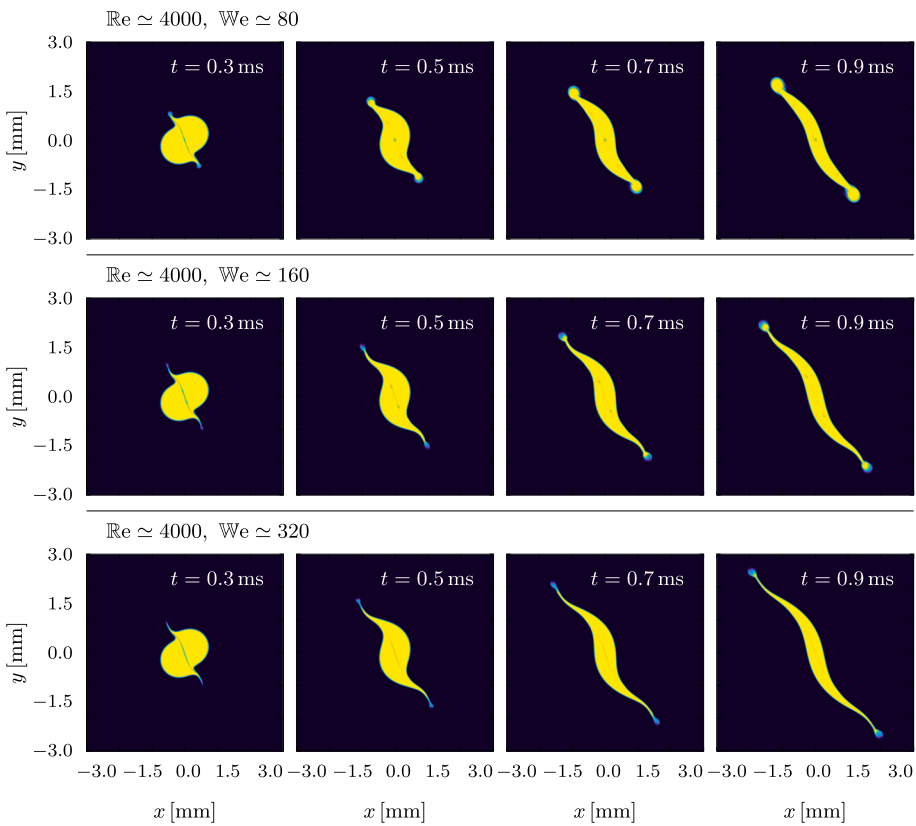 ℝe ≃ 4000, 𝕎e ≃ 80
3.0
1.5
0.0
−1.5
−3.0
y [mm]
t = 0.3 ms
t = 0.5 ms
t = 0.7 ms
t = 0.9 ms
ℝe ≃ 4000, 𝕎e ≃ 160
3.0
1.5
0.0
−1.5
−3.0
y [mm]
t = 0.3 ms
t = 0.5 ms
t = 0.7 ms
t = 0.9 ms
ℝe ≃ 4000, 𝕎e ≃ 320
3.0
1.5
0.0
−1.5
−3.0
y [mm]
t = 0.3 ms
t = 0.5 ms
t = 0.7 ms
t = 0.9 ms
−3.0 −1.5 0.0 1.5 3.0
−3.0 −1.5 0.0 1.5 3.0
−3.0 −1.5 0.0 1.5 3.0
−3.0 −1.5 0.0 1.5 3.0
x [mm]
x [mm]
x [mm]
x [mm]